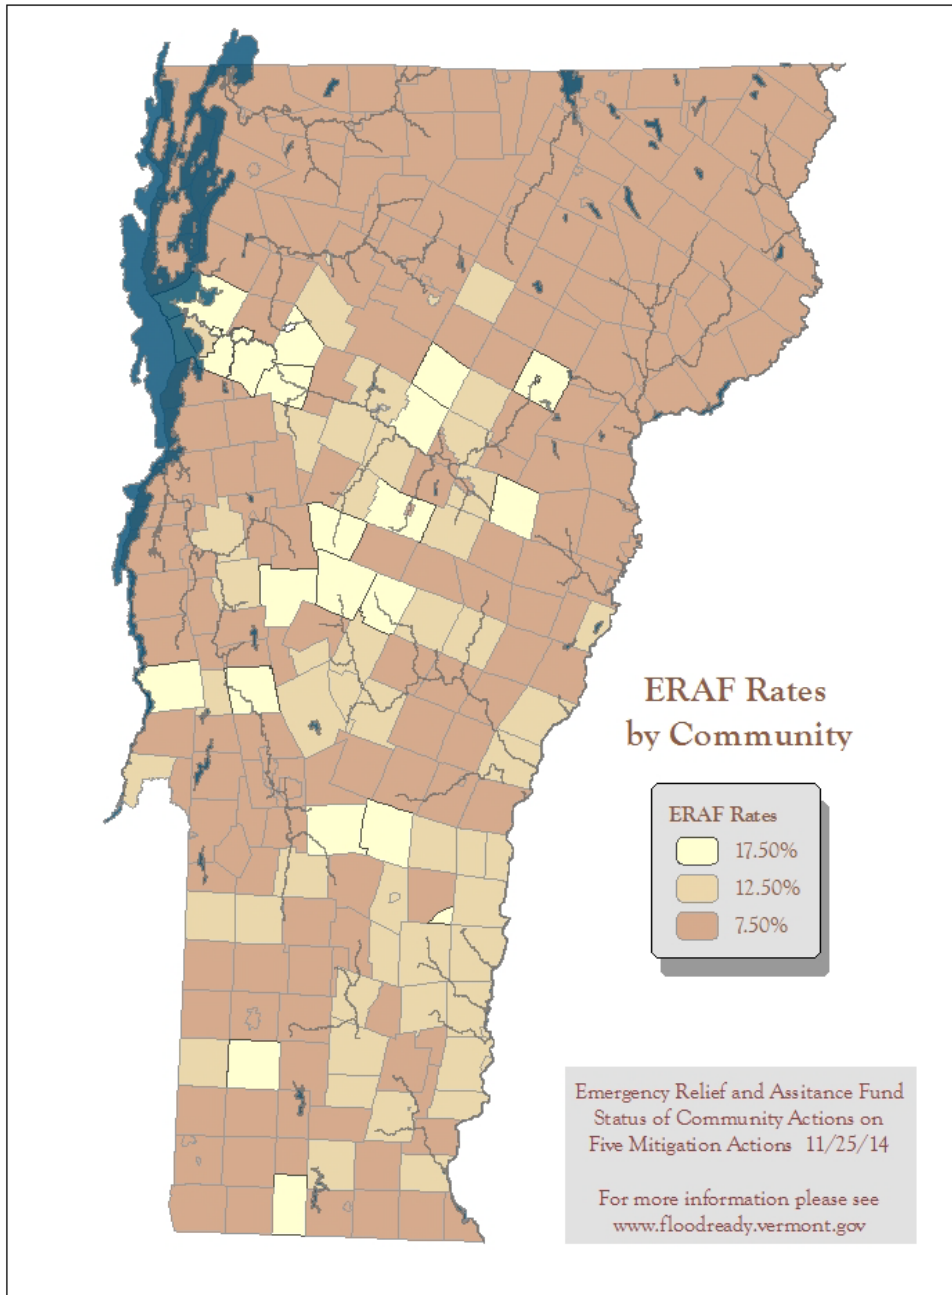 ERAF Rates
by Community
ERAF Rates
17.50%
12.50%
7.50%
Emergency Relief and Assitance Fund
Status of Community Actions on
Five Mitigation Actions 11/25/14
For more information please see
www.floodready.vermont.gov